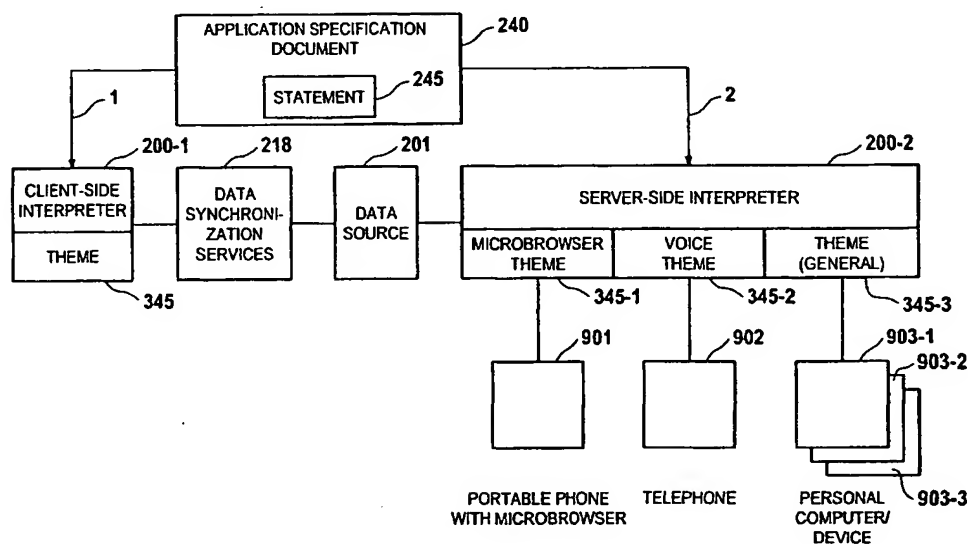 APPLICATION SPECIFICATION
DOCUMENT
240
STATEMENT
245
1
2
200-1
218
201
200-2
CLIENT-SIDE
INTERPRETER
THEME
345
DATA
SYNCHRONI-
ZATION
SERVICES
DATA
SOURCE
SERVER-SIDE INTERPRETER
MICROBROWSER
THEME
VOICE
THEME
THEME
(GENERAL)
345-1
345-2
345-3
901
902
903-1
903-2
903-3
PORTABLE PHONE
WITH MICROBROWSER
TELEPHONE
PERSONAL
COMPUTER/
DEVICE